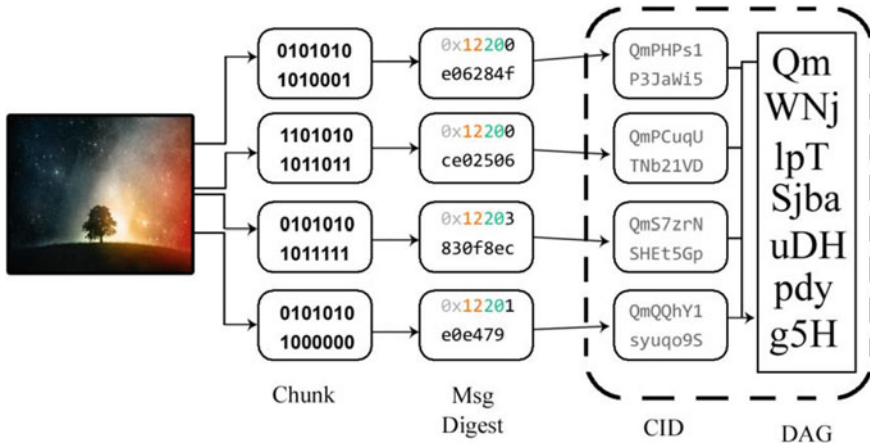 0101010
1010001
0x12200
e06284f
QmPHPs1
P3JaWi5
1101010
1011011
0x12200
ce02506
QmPCuqU
TNb21VD
0101010
1011111
0x12203
830f8ec
QmS7zrN
SHEt5Gp
0101010
1000000
0x12201
e0e479
QmQQhY1
syuqo9S
Qm
WNj
lpT
Sjba
uDH
pdy
g5H
Chunk
Msg
Digest
CID
DAG